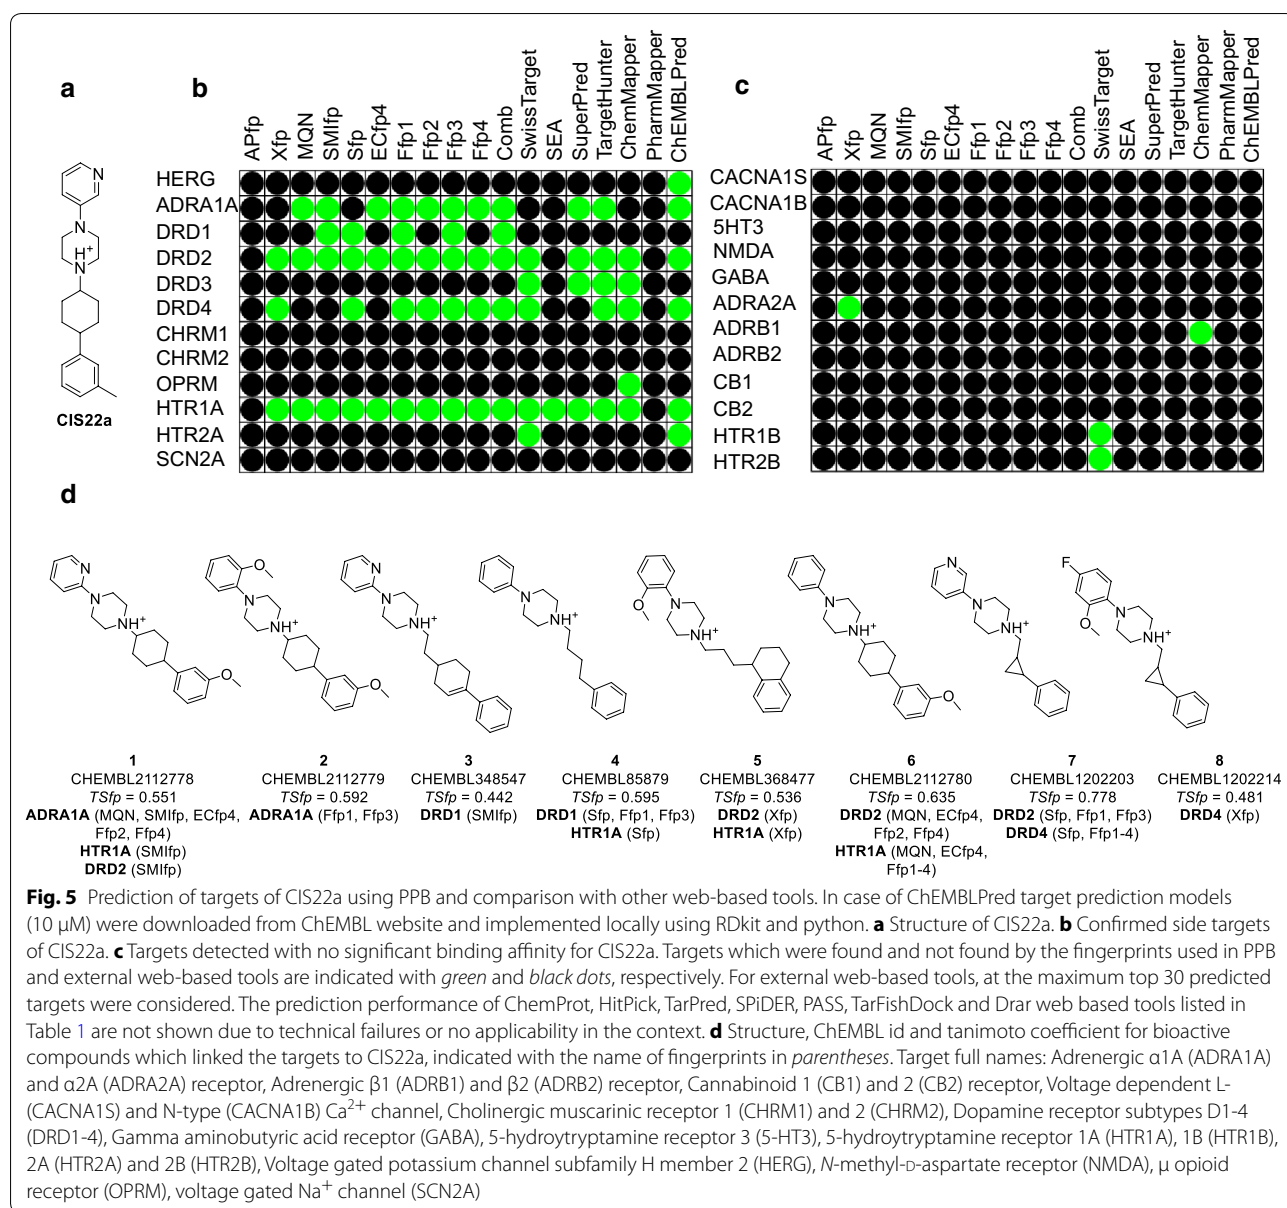 a
b
c
APfp
Xfp
MQN
SMIfp
Sfp
ECfp4
Ffp1
Ffp2
Ffp3
Ffp4
Comb
SwissTarget
SEA
SuperPred
TargetHunter
ChemMapper
PharmMapper
ChEMBLPred
APfp
Xfp
MQN
SMIfp
Sfp
ECfp4
Ffp1
Ffp2
Ffp3
Ffp4
Comb
SwissTarget
SEA
SuperPred
TargetHunter
ChemMapper
PharmMapper
ChEMBLPred
N
N
H+
N
CIS22a
HERG
ADRA1A
DRD1
DRD2
DRD3
DRD4
CHRM1
CHRM2
OPRM
HTR1A
HTR2A
SCN2A
CACNA1S
CACNA1B
5HT3
NMDA
GABA
ADRA2A
ADRB1
ADRB2
CB1
CB2
HTR1B
HTR2B
d
N
N
NH+
O
O
N
NH+
O
N
N
NH+
N
NH+
N
O
NH+
N
NH+
O
N
N
NH+
F
N
O
NH+
1
CHEMBL2112778
TSfp = 0.551
ADRA1A (MQN, SMIfp, ECfp4,
Ffp2, Ffp4)
HTR1A (SMIfp)
DRD2 (SMIfp)
2
CHEMBL2112779
TSfp = 0.592
ADRA1A (Ffp1, Ffp3)
3
CHEMBL348547
TSfp = 0.442
DRD1 (SMIfp)
4
CHEMBL85879
TSfp = 0.595
DRD1 (Sfp, Ffp1, Ffp3)
HTR1A (Sfp)
5
CHEMBL368477
TSfp = 0.536
DRD2 (Xfp)
HTR1A (Xfp)
6
CHEMBL2112780
TSfp = 0.635
DRD2 (MQN, ECfp4,
Ffp2, Ffp4)
HTR1A (MQN, ECfp4,
Ffp1-4)
7
CHEMBL1202203
TSfp = 0.778
DRD2 (Sfp, Ffp1, Ffp3)
DRD4 (Sfp, Ffp1-4)
8
CHEMBL1202214
TSfp = 0.481
DRD4 (Xfp)
Fig. 5 Prediction of targets of CIS22a using PPB and comparison with other web-based tools. In case of ChEMBLPred target prediction models
(10 µM) were downloaded from ChEMBL website and implemented locally using RDkit and python. a Structure of CIS22a. b Confirmed side targets
of CIS22a. c Targets detected with no significant binding affinity for CIS22a. Targets which were found and not found by the fingerprints used in PPB
and external web-based tools are indicated with green and black dots, respectively. For external web-based tools, at the maximum top 30 predicted
targets were considered. The prediction performance of ChemProt, HitPick, TarPred, SPiDER, PASS, TarFishDock and Drar web based tools listed in
Table 1 are not shown due to technical failures or no applicability in the context. d Structure, ChEMBL id and tanimoto coefficient for bioactive
compounds which linked the targets to CIS22a, indicated with the name of fingerprints in parentheses. Target full names: Adrenergic α1A (ADRA1A)
and α2A (ADRA2A) receptor, Adrenergic β1 (ADRB1) and β2 (ADRB2) receptor, Cannabinoid 1 (CB1) and 2 (CB2) receptor, Voltage dependent L-
(CACNA1S) and N-type (CACNA1B) Ca2+ channel, Cholinergic muscarinic receptor 1 (CHRM1) and 2 (CHRM2), Dopamine receptor subtypes D1-4
(DRD1-4), Gamma aminobutyric acid receptor (GABA), 5-hydroytryptamine receptor 3 (5-HT3), 5-hydroytryptamine receptor 1A (HTR1A), 1B (HTR1B),
2A (HTR2A) and 2B (HTR2B), Voltage gated potassium channel subfamily H member 2 (HERG), N-methyl-D-aspartate receptor (NMDA), µ opioid
receptor (OPRM), voltage gated Na+ channel (SCN2A)